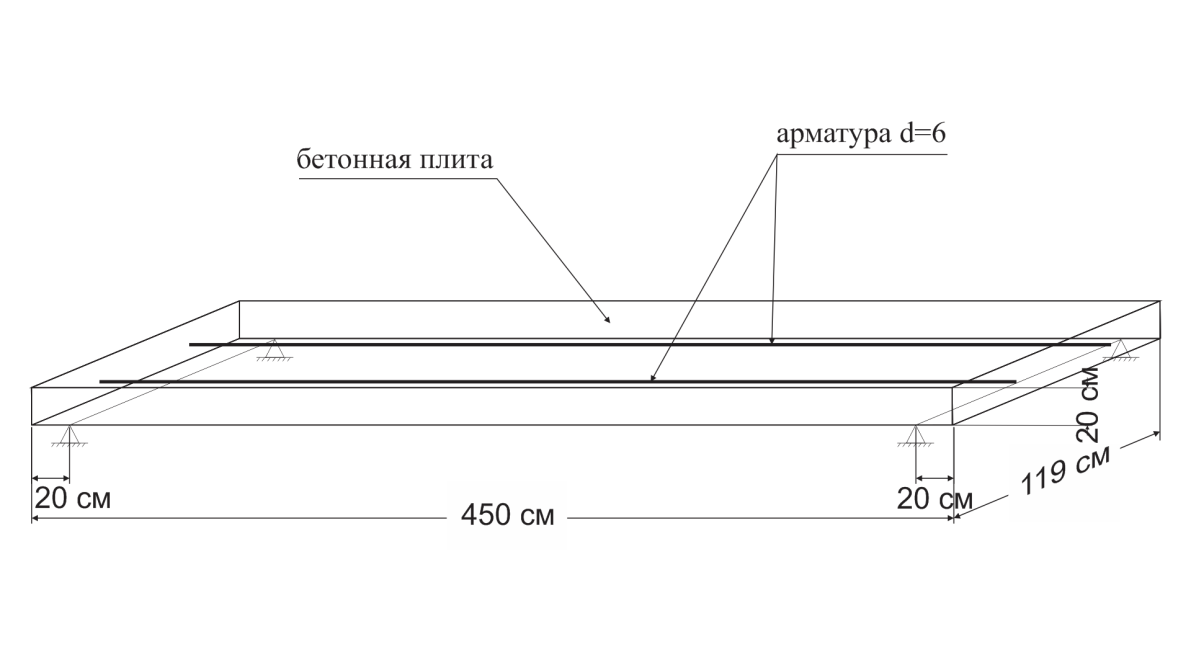 арматура d=6
бетонная плита
20 см
119 см
20 см
20 см
450 см